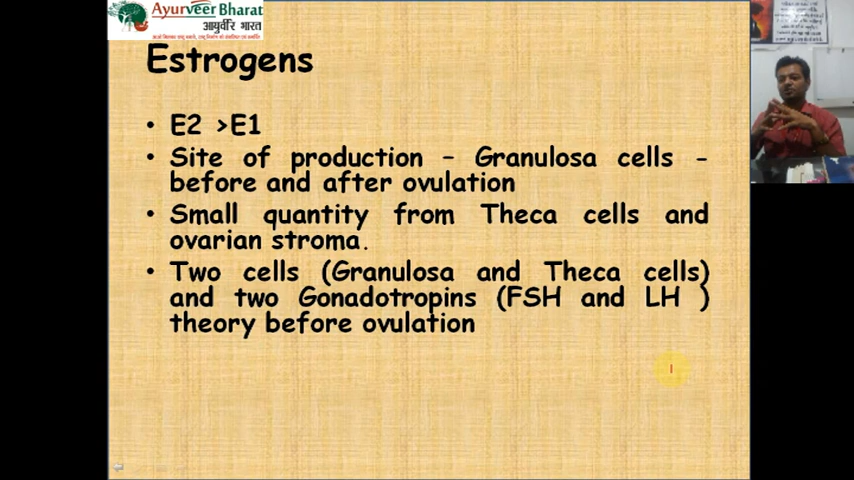 Ayurveer Bharat
आयुर्वीर भारत
Estrogens
• E2 >E1
• Site of production – Granulosa cells -
before and after ovulation
• Small quantity from Theca cells and
ovarian stroma.
• Two cells (Granulosa and Theca cells)
and two Gonadotropins (FSH and LH )
theory before ovulation